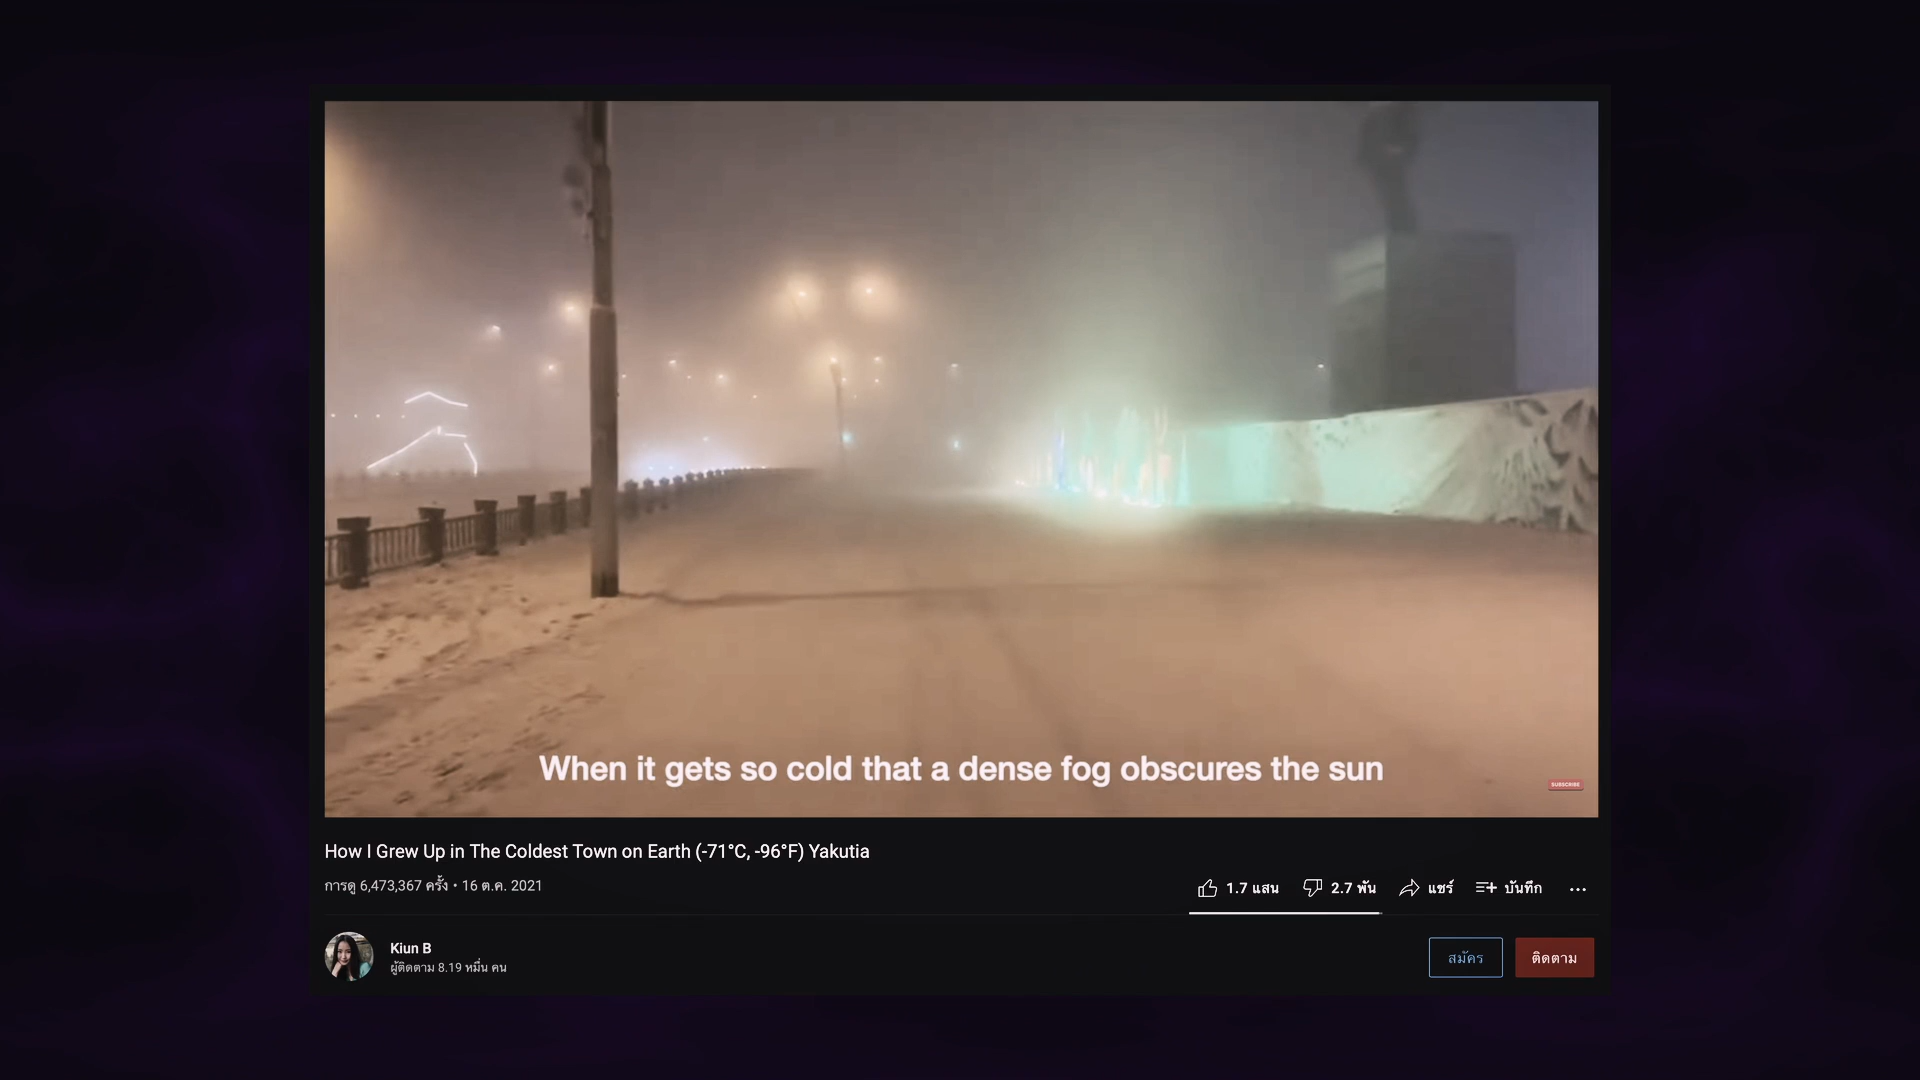 When it gets so cold that a dense fog obscures the sun
SUBSCRIBE
How I Grew Up in The Coldest Town on Earth (-71°C, -96°F) Yakutia
การดู 6,473,367 ครั้ง • 16 ต.ค. 2021
1.7 แสน 2.7 พัน แชร์ บันทึก
Kiun B
ผู้ติดตาม 8.19 หมื่น คน
สมัคร ติดตาม